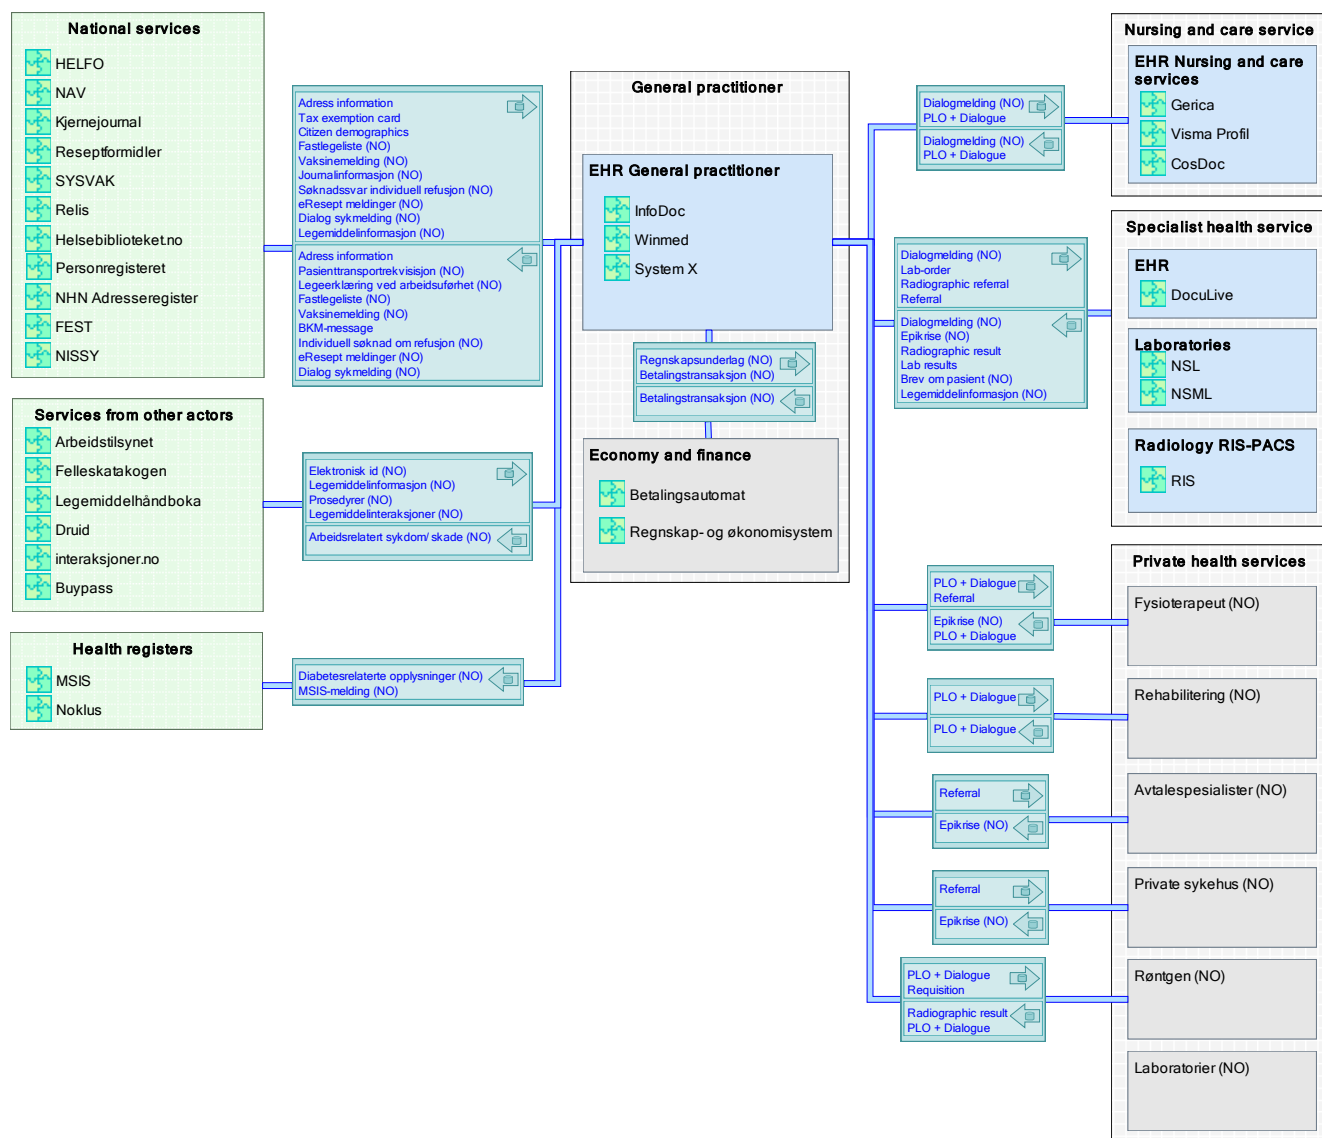 National services
HELFO
NAV
Kjernejournal
Reseptformidler
SYSVAK
Relis
Helsebiblioteket.no
Personregisteret
NHN Adresseregister
FEST
NISSY
Services from other actors
Arbeidstilsynet
Felleskatakogen
Legemiddelhåndboka
Druid
interaksjoner.no
Buypass
Health registers
MSIS
Noklus
Adress information
Tax exemption card
Citizen demographics
Fastlegeliste (NO)
Vaksinemelding (NO)
Journalinformasjon (NO)
Søknadssvar individuell refusjon (NO)
eResept meldinger (NO)
Dialog sykmelding (NO)
Legemiddelinformasjon (NO)
Adress information
Pasienttransportrekvisisjon (NO)
Legeerklæring ved arbeidsuførhet (NO)
Fastlegeliste (NO)
Vaksinemelding (NO)
BKM-message
Individuell søknad om refusjon (NO)
eResept meldinger (NO)
Dialog sykmelding (NO)
Elektronisk id (NO)
Legemiddelinformasjon (NO)
Prosedyrer (NO)
Legemiddelinteraksjoner (NO)
Arbeidsrelatert sykdom/ skade (NO)
Diabetesrelaterte opplysninger (NO)
MSIS-melding (NO)
General practitioner
EHR General practitioner
InfoDoc
Winmed
System X
Regnskapsunderlag (NO)
Betalingstransaksjon (NO)
Betalingstransaksjon (NO)
Economy and finance
Betalingsautomat
Regnskap- og økonomisystem
Dialogmelding (NO)
PLO + Dialogue
Dialogmelding (NO)
PLO + Dialogue
Dialogmelding (NO)
Lab-order
Radiographic referral
Referral
Dialogmelding (NO)
Epikrise (NO)
Radiographic result
Lab results
Brev om pasient (NO)
Legemiddelinformasjon (NO)
PLO + Dialogue
Referral
Epikrise (NO)
PLO + Dialogue
PLO + Dialogue
PLO + Dialogue
Referral
Epikrise (NO)
Referral
Epikrise (NO)
PLO + Dialogue
Requisition
Radiographic result
PLO + Dialogue
Nursing and care service
EHR Nursing and care
services
Gerica
Visma Profil
CosDoc
Specialist health service
EHR
DocuLive
Laboratories
NSL
NSML
Radiology RIS-PACS
RIS
Private health services
Fysioterapeut (NO)
Rehabilitering (NO)
Avtalespesialister (NO)
Private sykehus (NO)
Røntgen (NO)
Laboratorier (NO)